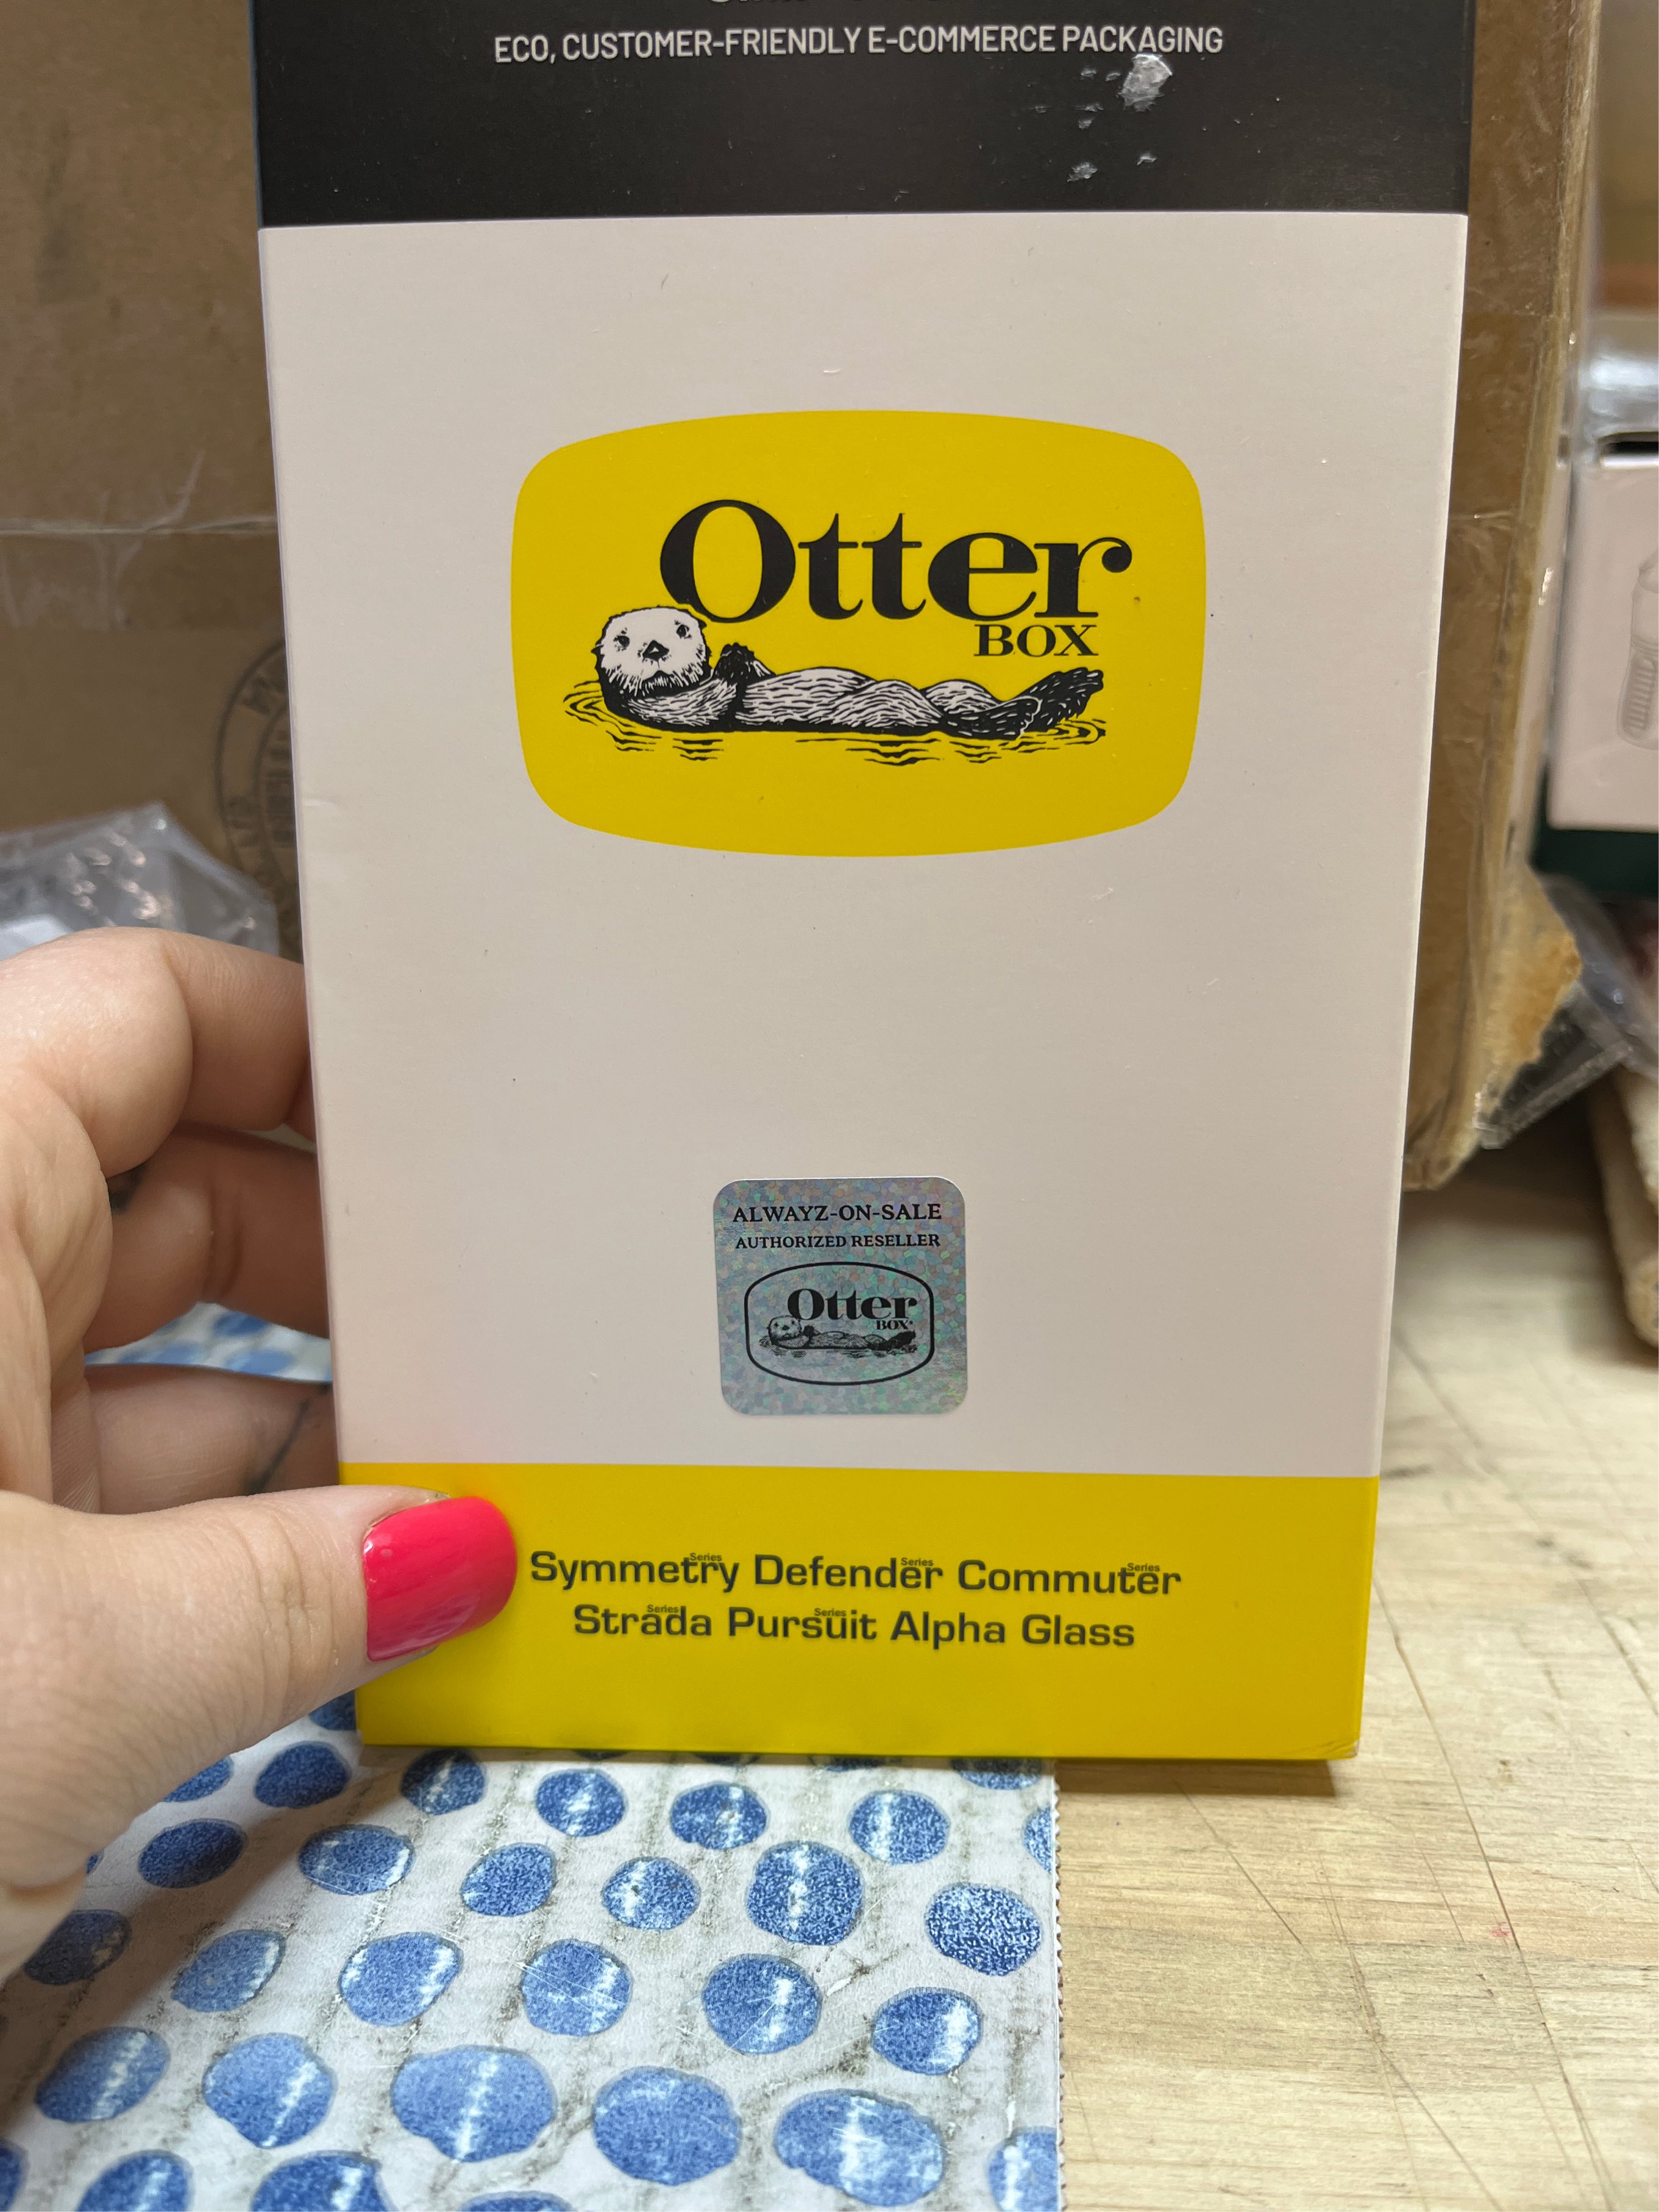 ECO, CUSTOMER-FRIENDLY E-COMMERCE PACKAGING
Otter
BOX
ALWAYZ-ON-SALE
AUTHORIZED RESELLER
Otter
BOX
Symmetry Series Defender Series Commuter Series
Strada Series Pursuit Series Alpha Glass